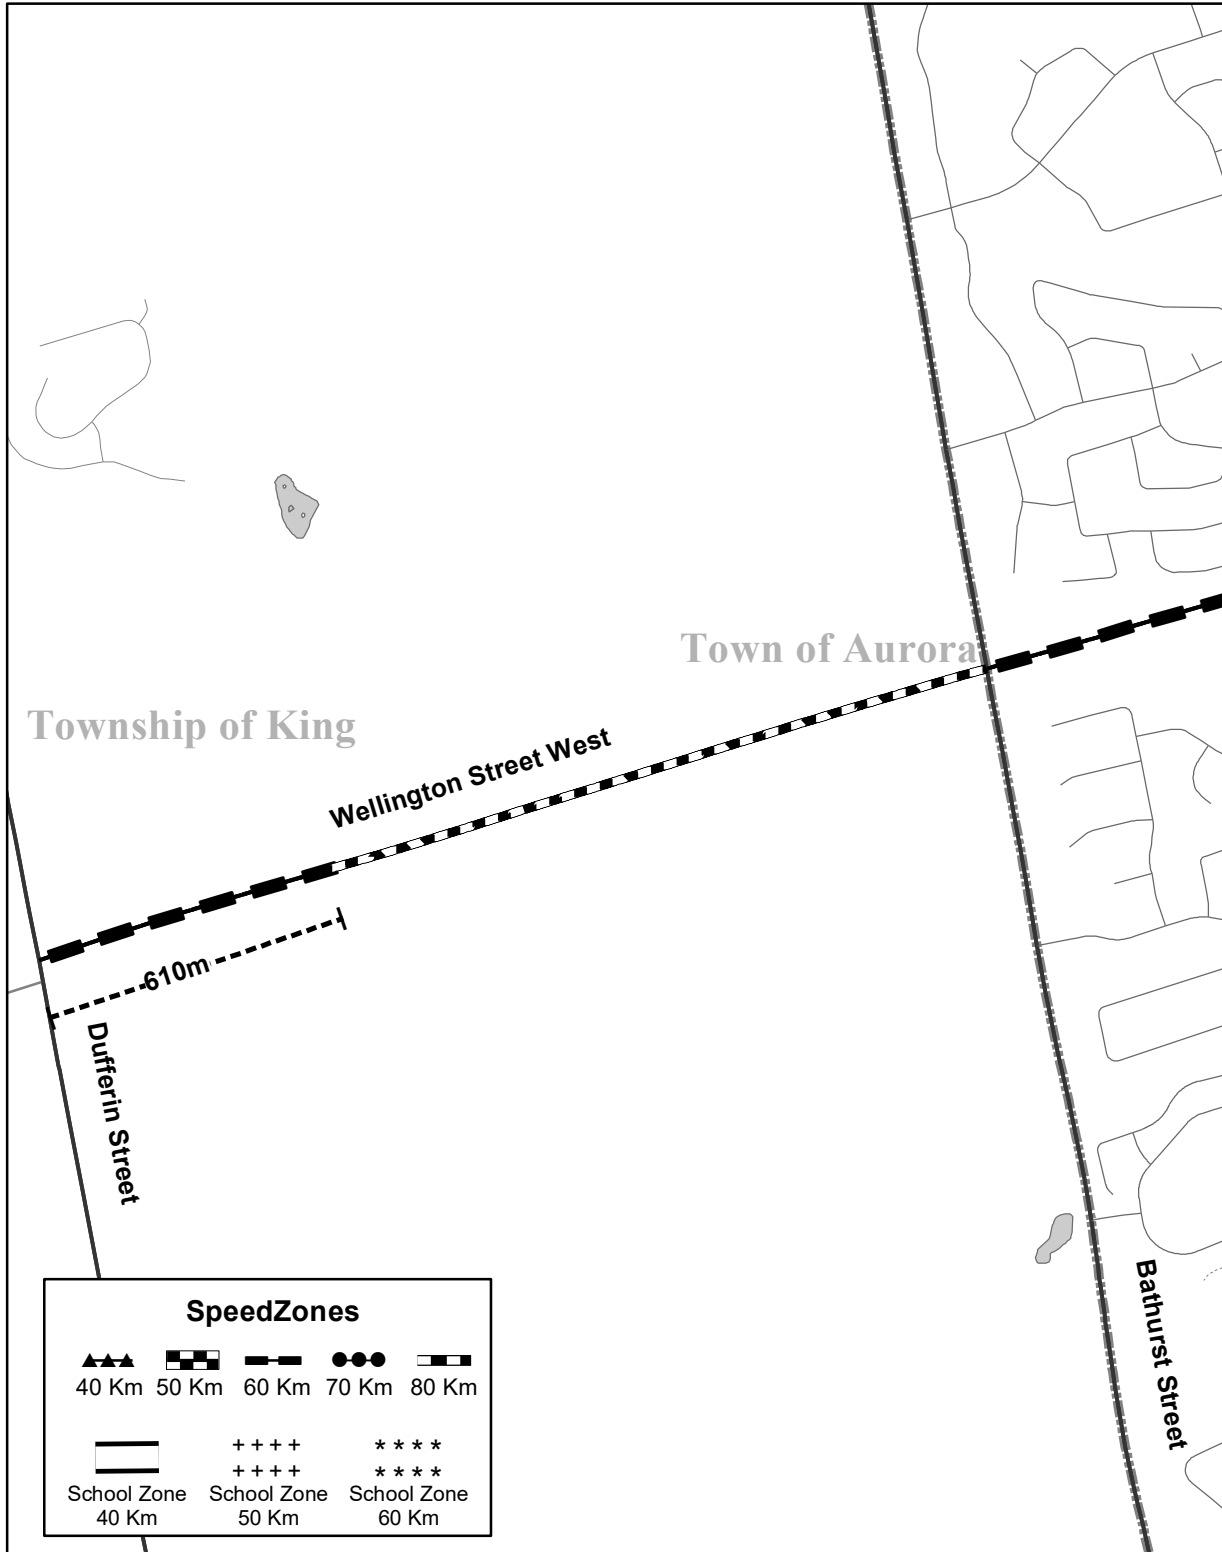 Town of Aurora
Township of King
Wellington Street West
610m
Dufferin Street
Bathurst Street
SpeedZones
40 Km 50 Km 60 Km 70 Km 80 Km
School Zone School Zone School Zone
40 Km 50 Km 60 Km